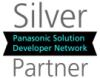 Silver
Panasonic Solution
Developer Network
Partner